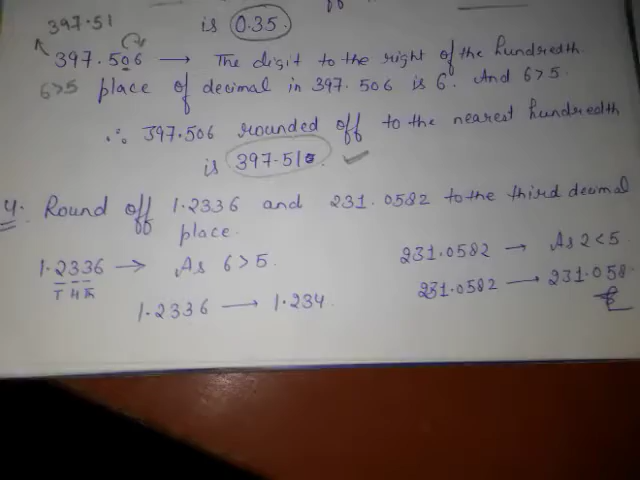 397.51 is 0.35.
397.506 → The digit to the right of the hundredth
6>5 place of decimal in 397.506 is 6. And 6>5.
∴ 397.506 rounded off to the nearest hundredth
is 397.51
4. Round off 1.2336 and 231.0582 to the third decimal
place.
1.2336 → As 6>5.
T H
1.2336 → 1.234.
231.0582 → As 2<5.
231.0582 → 231.058.